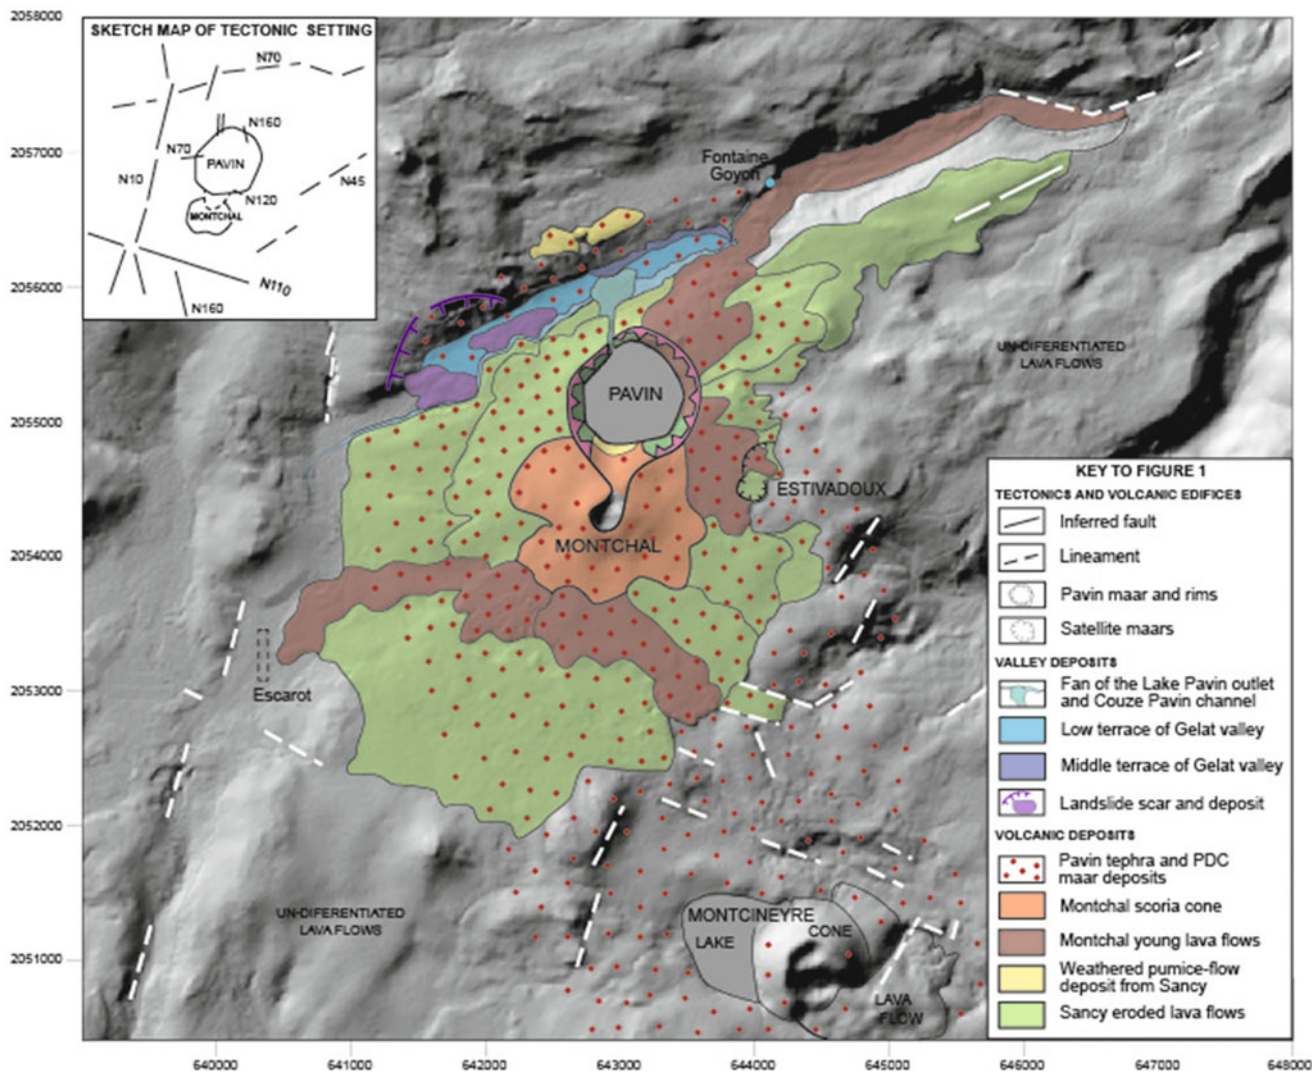 2058000
SKETCH MAP OF TECTONIC SETTING
N70
N160
N70
PAVIN
N10
N45
N120
MONTCHAL
N110
N160
2057000
2056000
2055000
2054000
2053000
2052000
2051000
Fontaine
Goyon
UN-DIFERENTIATED
LAVA FLOWS
PAVIN
ESTIVADOUX
MONTCHAL
Escarot
UN-DIFERENTIATED
LAVA FLOWS
MONTCINEYRE
LAKE
CONE
LAVA
FLOW
KEY TO FIGURE 1
TECTONICS AND VOLCANIC EDIFICES
Inferred fault
Lineament
Pavin maar and rims
Satellite maars
VALLEY DEPOSITS
Fan of the Lake Pavin outlet
and Couze Pavin channel
Low terrace of Gelat valley
Middle terrace of Gelat valley
Landslide scar and deposit
VOLCANIC DEPOSITS
Pavin tephra and PDC
maar deposits
Montchal scoria cone
Montchal young lava flows
Weathered pumice-flow
deposit from Sancy
Sancy eroded lava flows
640000 641000 642000 643000 644000 645000 646000 647000 648000